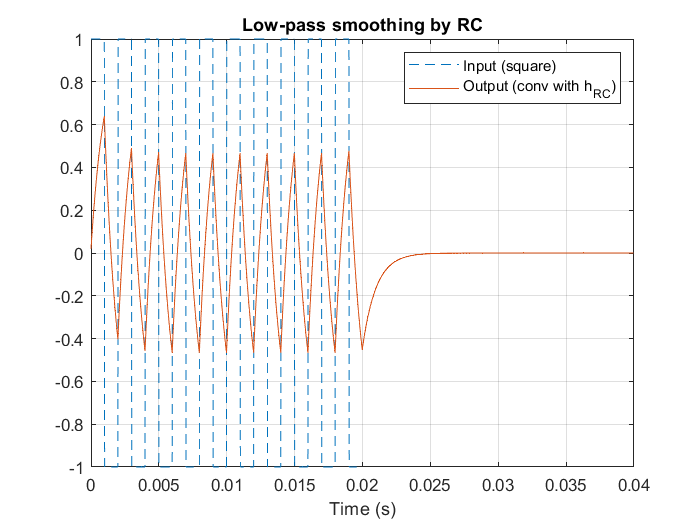 Low-pass smoothing by RC
Input (square)
Output (conv with h_RC)
1
0.8
0.6
0.4
0.2
0
-0.2
-0.4
-0.6
-0.8
-1
0 0.005 0.01 0.015 0.02 0.025 0.03 0.035 0.04
Time (s)